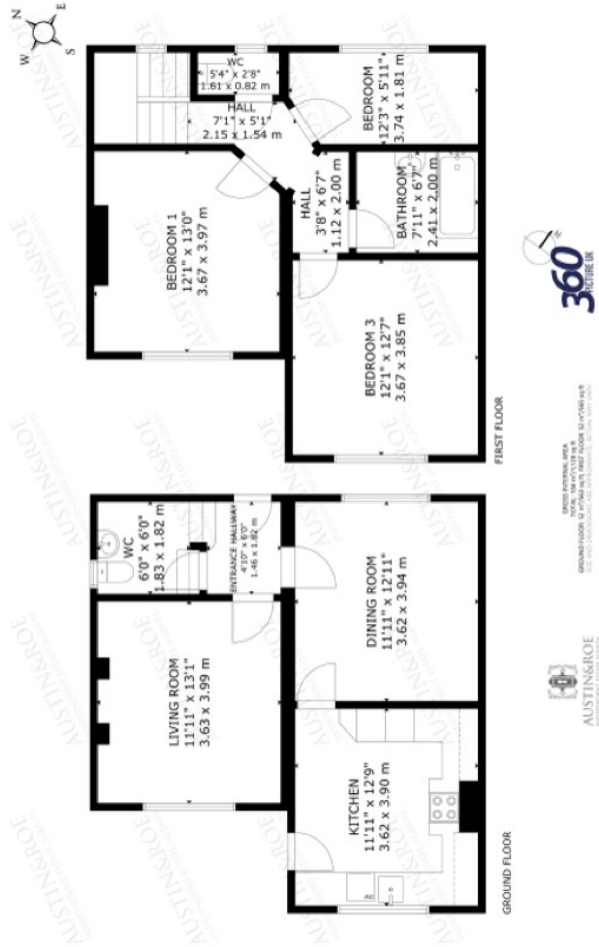 N
E
S
W
WC
5'4" x 2'8"
1.61 x 0.82 m
HALL
7'1" x 5'1"
2.15 x 1.54 m
BEDROOM
12'3" x 5'11"
3.74 x 1.81 m
BEDROOM 1
12'1" x 13'0"
3.67 x 3.97 m
HALL
3'8" x 6'7"
1.12 x 2.00 m
BATHROOM
7'11" x 6'7"
2.41 x 2.00 m
BEDROOM 3
12'1" x 12'7"
3.67 x 3.85 m
FIRST FLOOR
WC
6'0" x 6'0"
1.83 x 1.82 m
ENTRANCE HALLWAY
4'10" x 6'0"
1.46 x 1.82 m
LIVING ROOM
11'11" x 13'1"
3.63 x 3.99 m
DINING ROOM
11'11" x 12'11"
3.62 x 3.94 m
KITCHEN
11'11" x 12'9"
3.62 x 3.90 m
GROUND FLOOR
360
PICTURE UK
GROSS INTERNAL AREA
AUSTIN&ROE